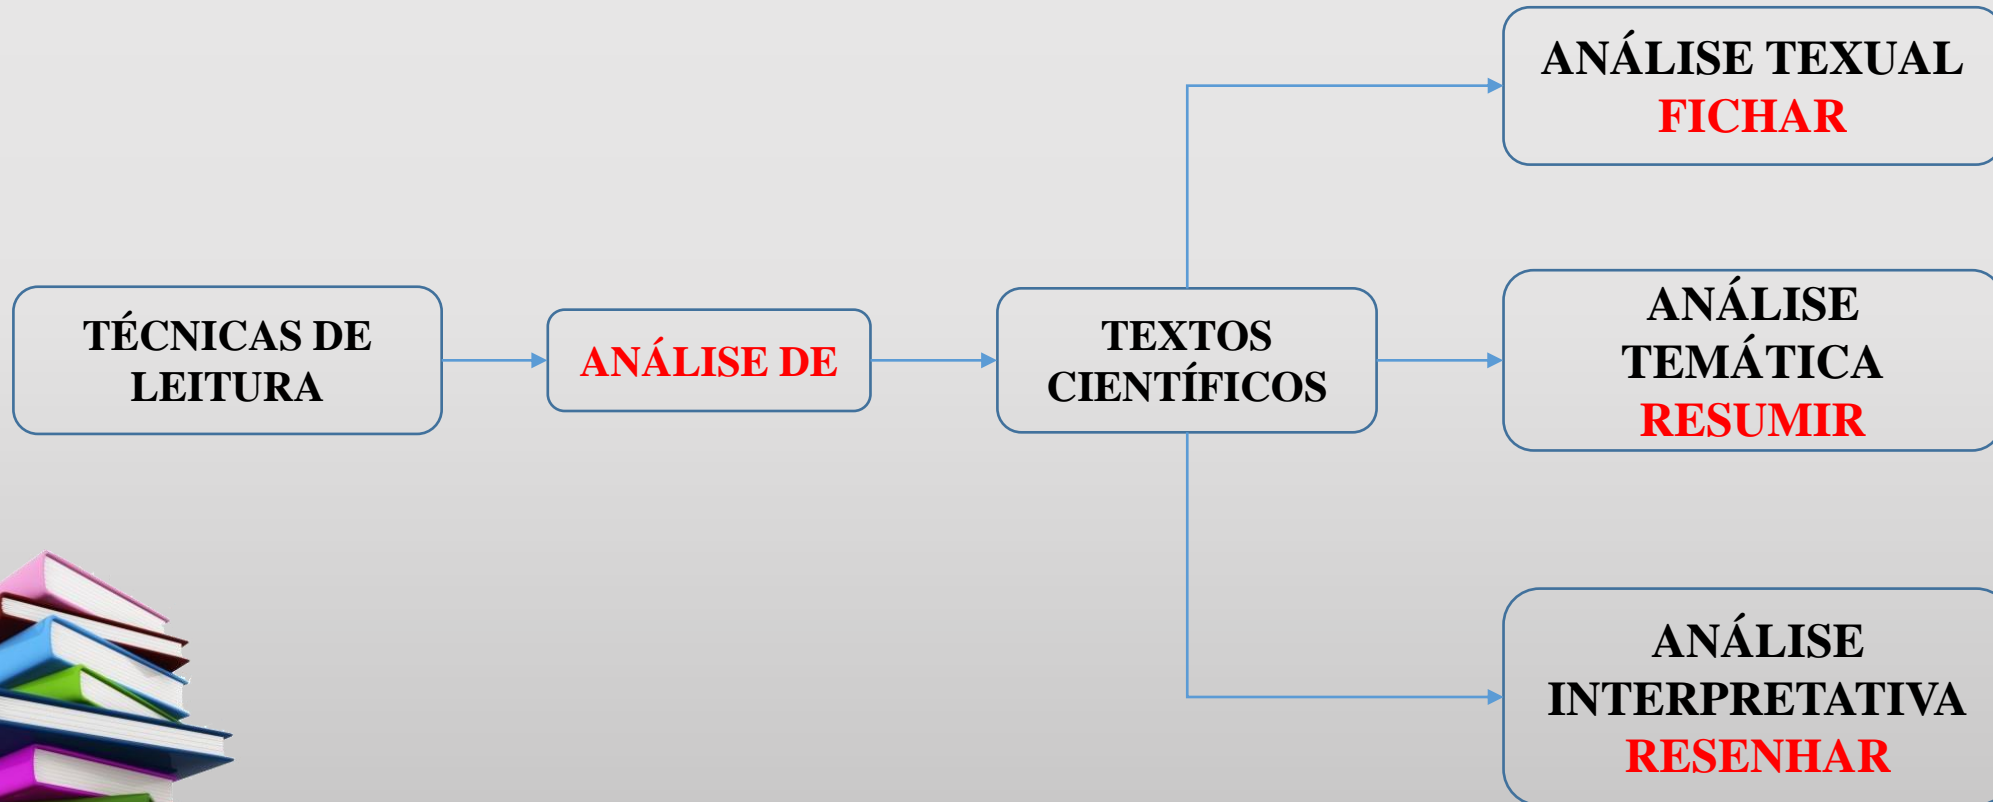 TÉCNICAS DE
LEITURA
ANÁLISE DE
TEXTOS
CIENTÍFICOS
ANÁLISE TEXUAL
FICHAR
ANÁLISE
TEMÁTICA
RESUMIR
ANÁLISE
INTERPRETATIVA
RESENHAR